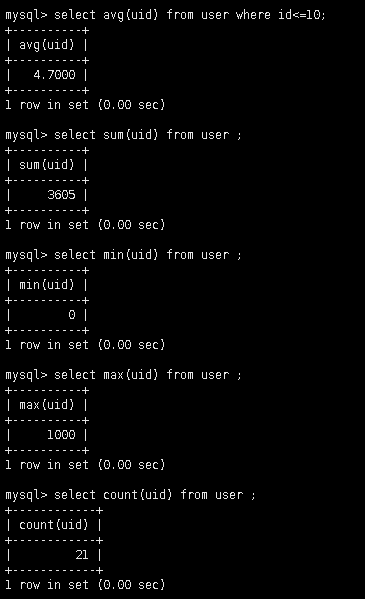 mysql> select avg(uid) from user where id<=10;
+----------+
| avg(uid) |
+----------+
|   4.7000 |
+----------+
1 row in set (0.00 sec)
mysql> select sum(uid) from user ;
+----------+
| sum(uid) |
+----------+
|     3605 |
+----------+
1 row in set (0.00 sec)
mysql> select min(uid) from user ;
+----------+
| min(uid) |
+----------+
|        0 |
+----------+
1 row in set (0.00 sec)
mysql> select max(uid) from user ;
+----------+
| max(uid) |
+----------+
|     1000 |
+----------+
1 row in set (0.00 sec)
mysql> select count(uid) from user ;
+------------+
| count(uid) |
+------------+
|         21 |
+------------+
1 row in set (0.00 sec)